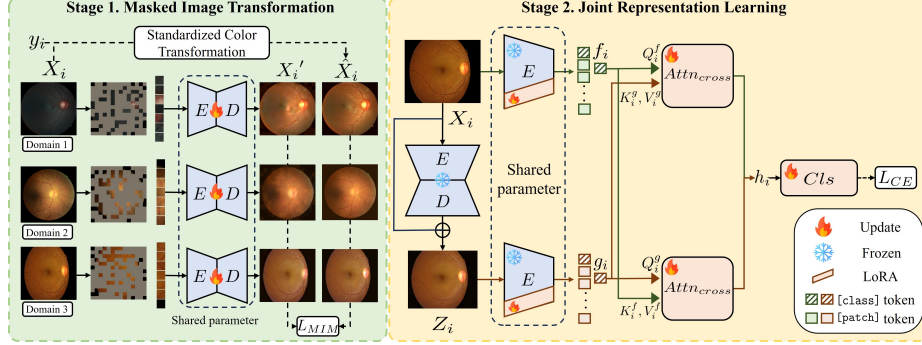 Stage 1. Masked Image Transformation
y_i
Standardized Color
Transformation
X_i
X_i'
X̂_i
E D
Domain 1
E D
Domain 2
E D
Domain 3
Shared parameter
L_MIM
Stage 2. Joint Representation Learning
E
f_i
Q_i^f
Attn_cross
K_i^g, V_i^g
X_i
E
D
Shared
parameter
h_i
Cls
L_CE
E
g_i
Q_i^g
Attn_cross
K_i^f, V_i^f
Z_i
Update
Frozen
LoRA
[class] token
[patch] token